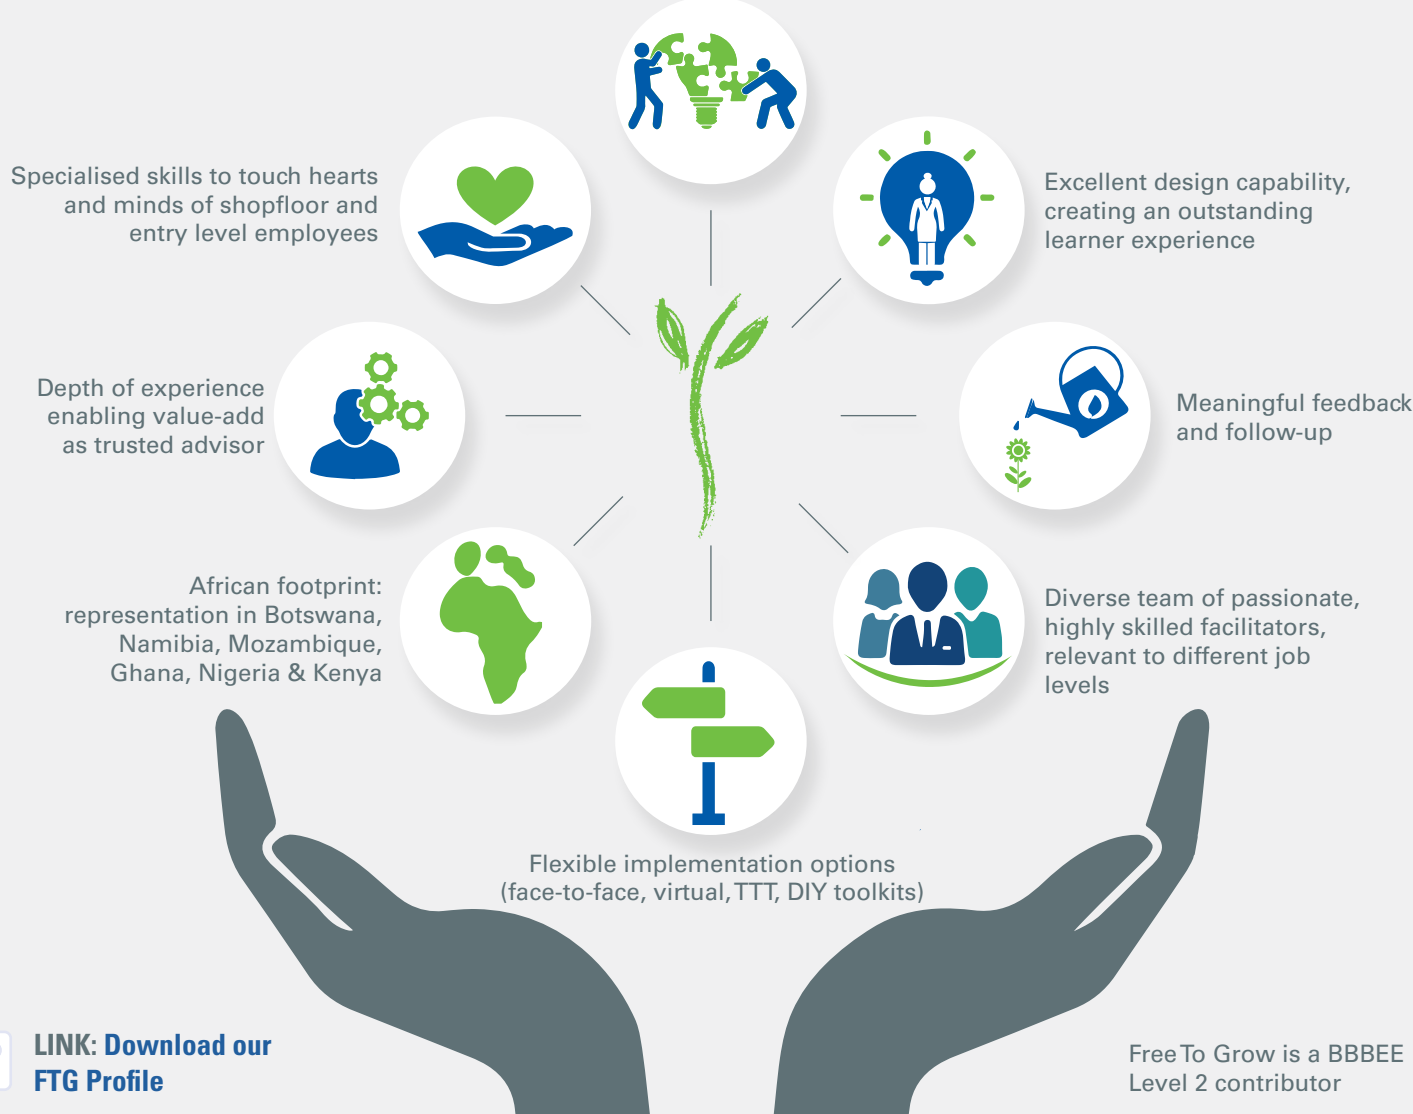 Specialised skills to touch hearts
and minds of shopfloor and
entry level employees
Excellent design capability,
creating an outstanding
learner experience
Depth of experience
enabling value-add
as trusted advisor
Meaningful feedback
and follow-up
African footprint:
representation in Botswana,
Namibia, Mozambique,
Ghana, Nigeria & Kenya
Diverse team of passionate,
highly skilled facilitators,
relevant to different job
levels
Flexible implementation options
(face-to-face, virtual, TTT, DIY toolkits)
LINK: Download our
FTG Profile
Free To Grow is a BBBEE
Level 2 contributor